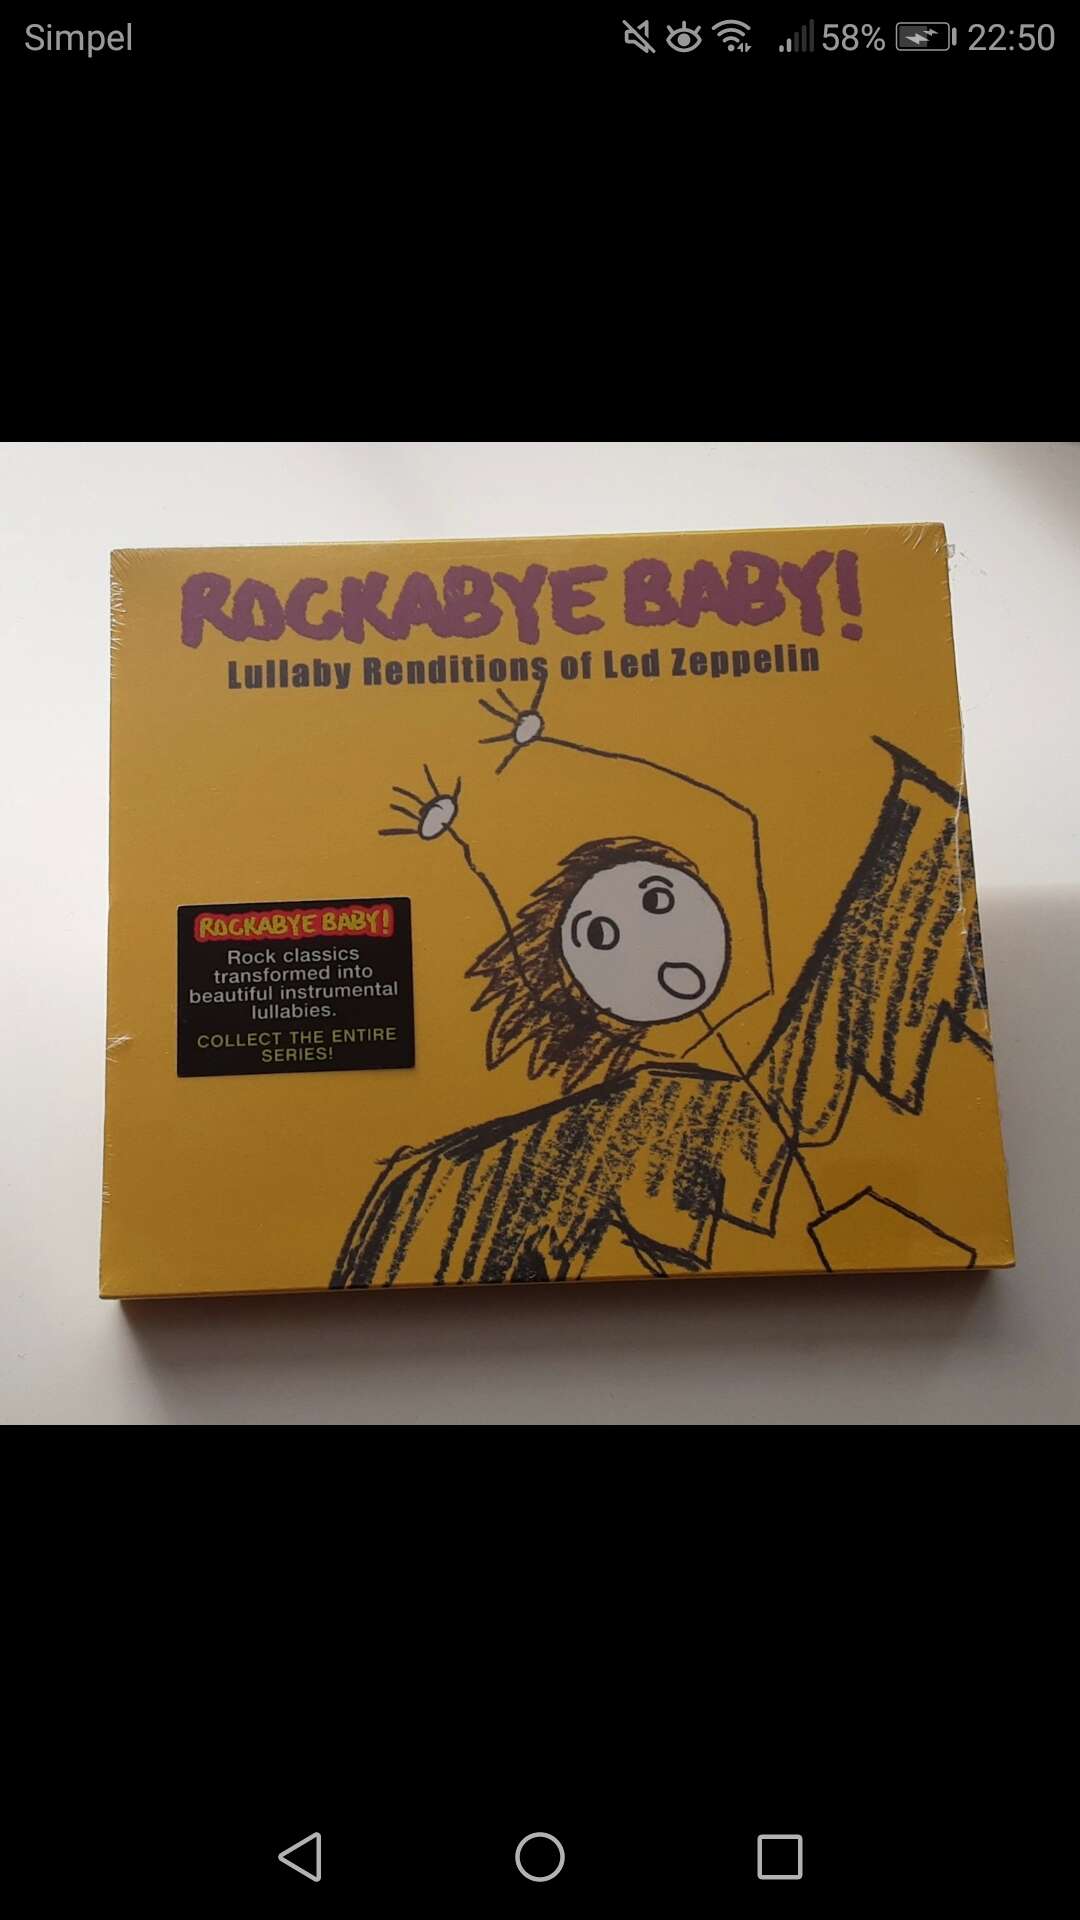 Simpel
58%
22:50
ROCKABYE BABY!
Lullaby Renditions of Led Zeppelin
ROCKABYE BABY!
Rock classics
transformed into
beautiful instrumental
lullabies.
COLLECT THE ENTIRE
SERIES!